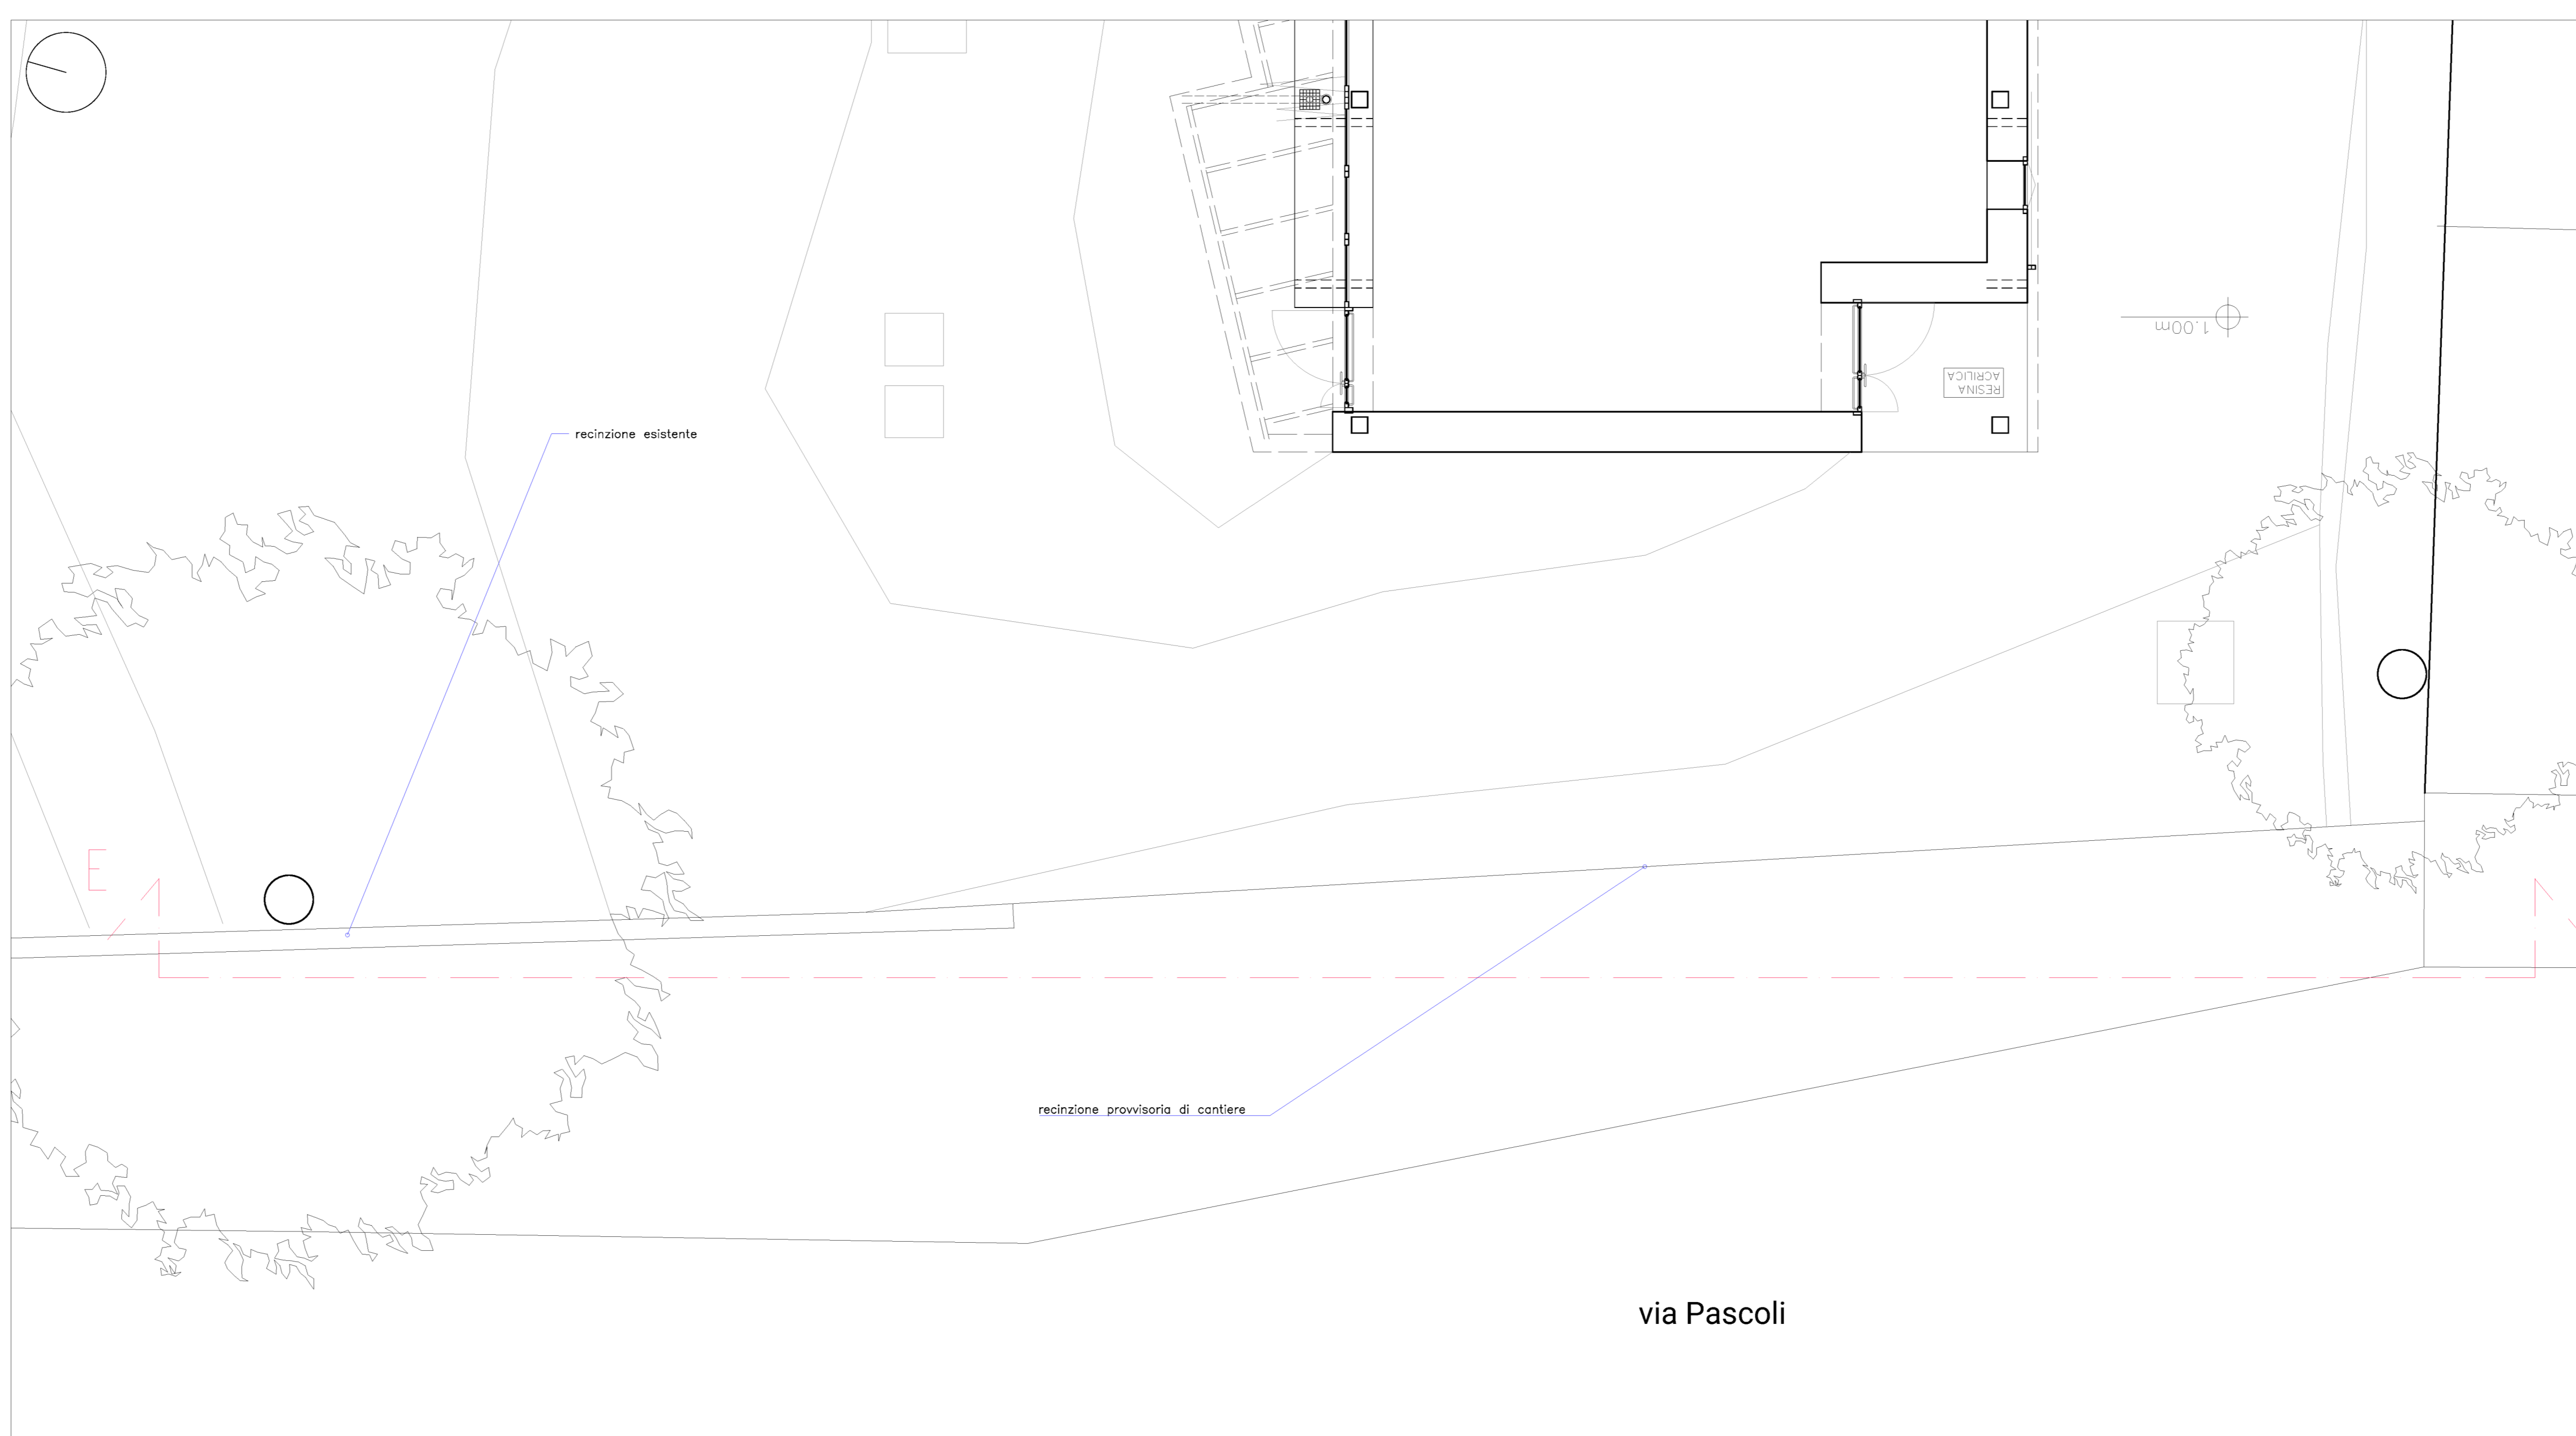 1.00m
RESINA
ACRILICA
recinzione esistente
E
recinzione provvisoria di cantiere
via Pascoli